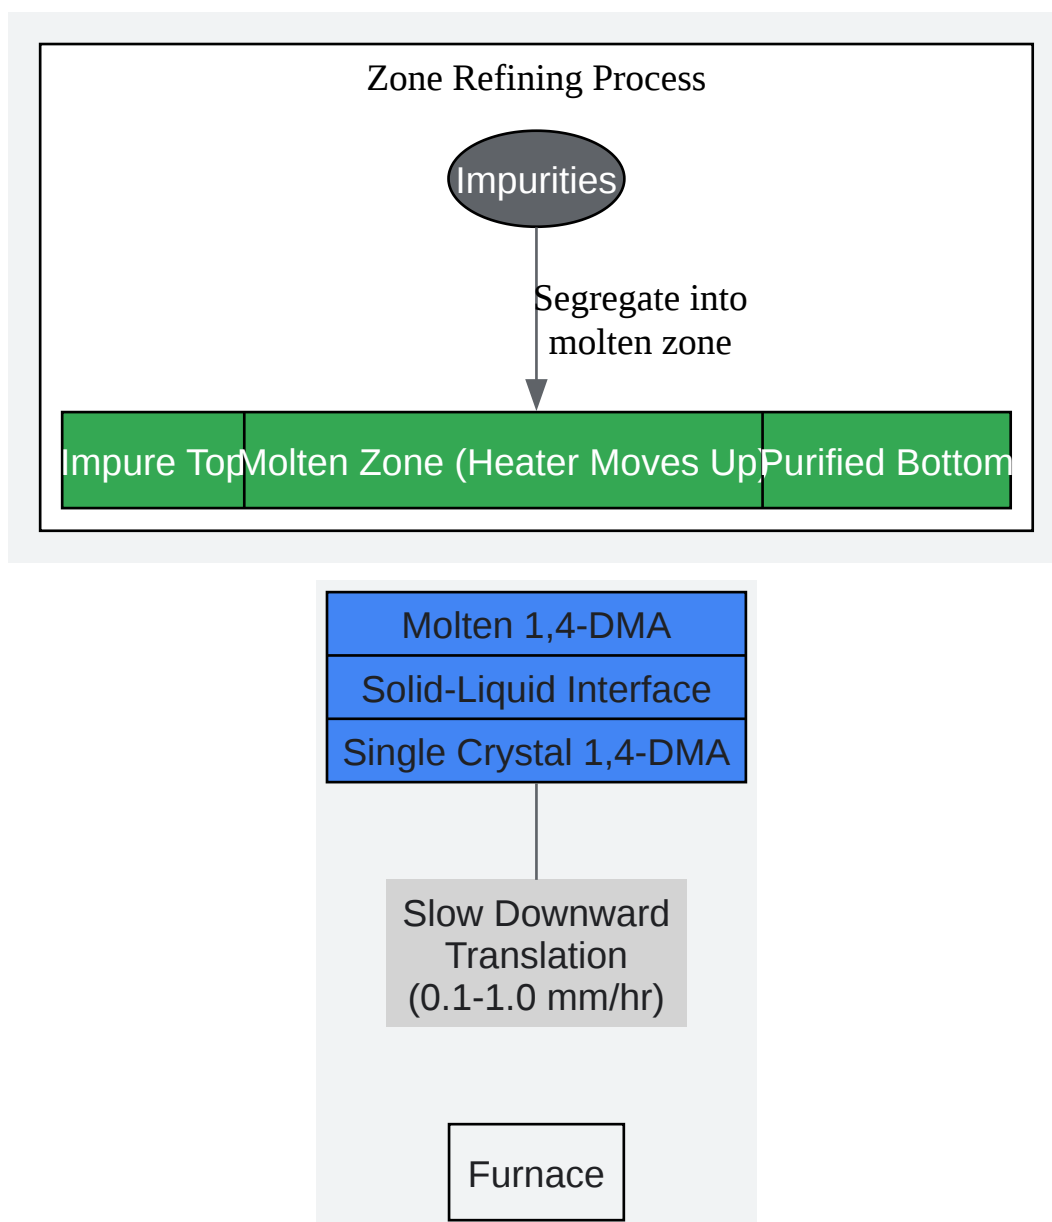 Zone Refining Process
Impurities
Segregate into
molten zone
Impure Top
Molten Zone (Heater Moves Up)
Purified Bottom
Molten 1,4-DMA
Solid-Liquid Interface
Single Crystal 1,4-DMA
Slow Downward
Translation
(0.1-1.0 mm/hr)
Furnace